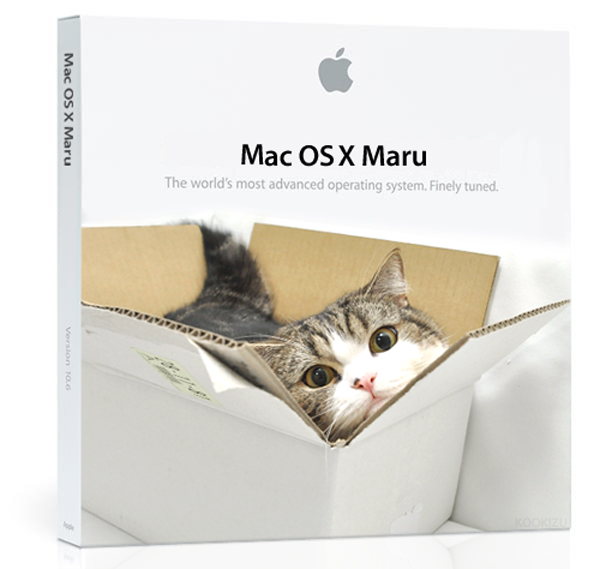 Mac OS X Maru
Mac OS X Maru
The world's most advanced operating system. Finely tuned.
Version 10.6
Apple
KOOKIZU